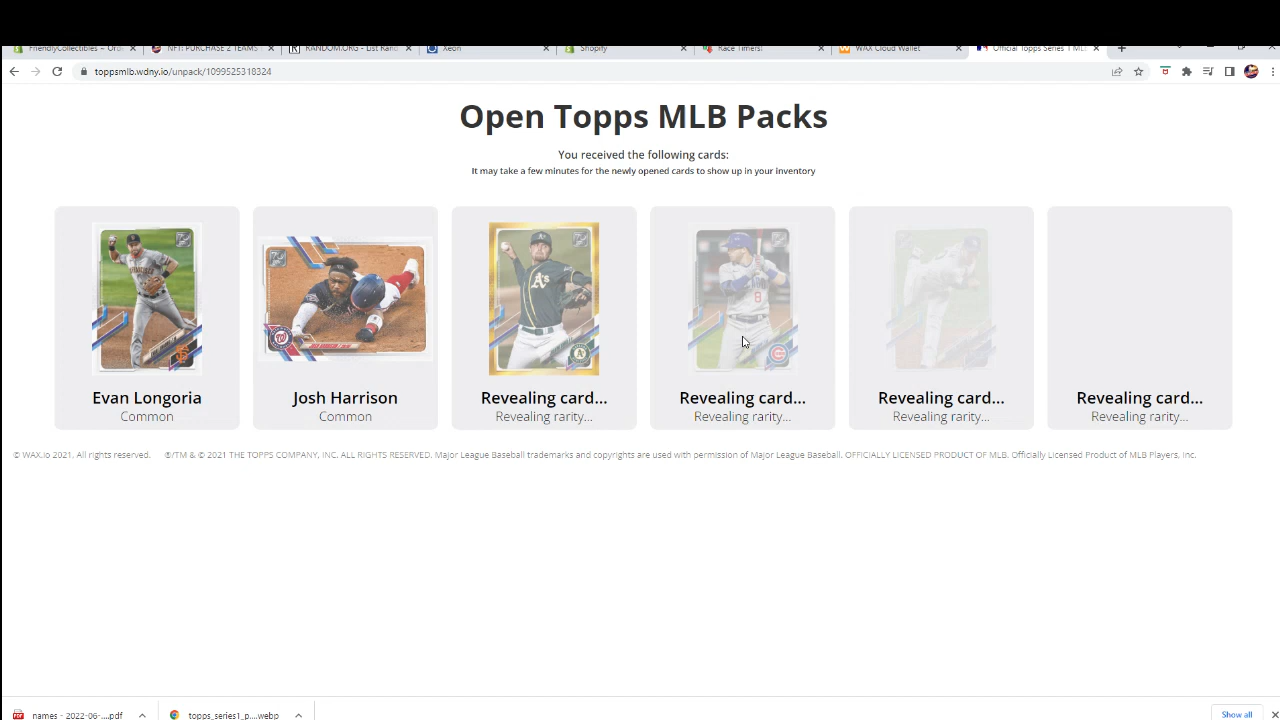 FriendlyCollectibles ~ Ord
NFT: PURCHASE 2 TEAMS
RANDOM.ORG - List Rand
Xeon
Shopify
Race Timers!
WAX Cloud Wallet
Official Topps Series 1 ML
toppsmlb.wdny.io/unpack/1099525318324
Open Topps MLB Packs
You received the following cards:
It may take a few minutes for the newly opened cards to show up in your inventory
A's
8
Evan Longoria
Common
Josh Harrison
Common
Revealing card...
Revealing rarity...
Revealing card...
Revealing rarity...
Revealing card...
Revealing rarity...
Revealing card...
Revealing rarity...
© WAX.io 2021, All rights reserved. ®/TM & © 2021 THE TOPPS COMPANY, INC. ALL RIGHTS RESERVED. Major League Baseball trademarks and copyrights are used with permission of Major League Baseball. OFFICIALLY LICENSED PRODUCT OF MLB. Officially Licensed Product of MLB Players, Inc.
names - 2022-06-....pdf
topps_series1_p....webp
Show all